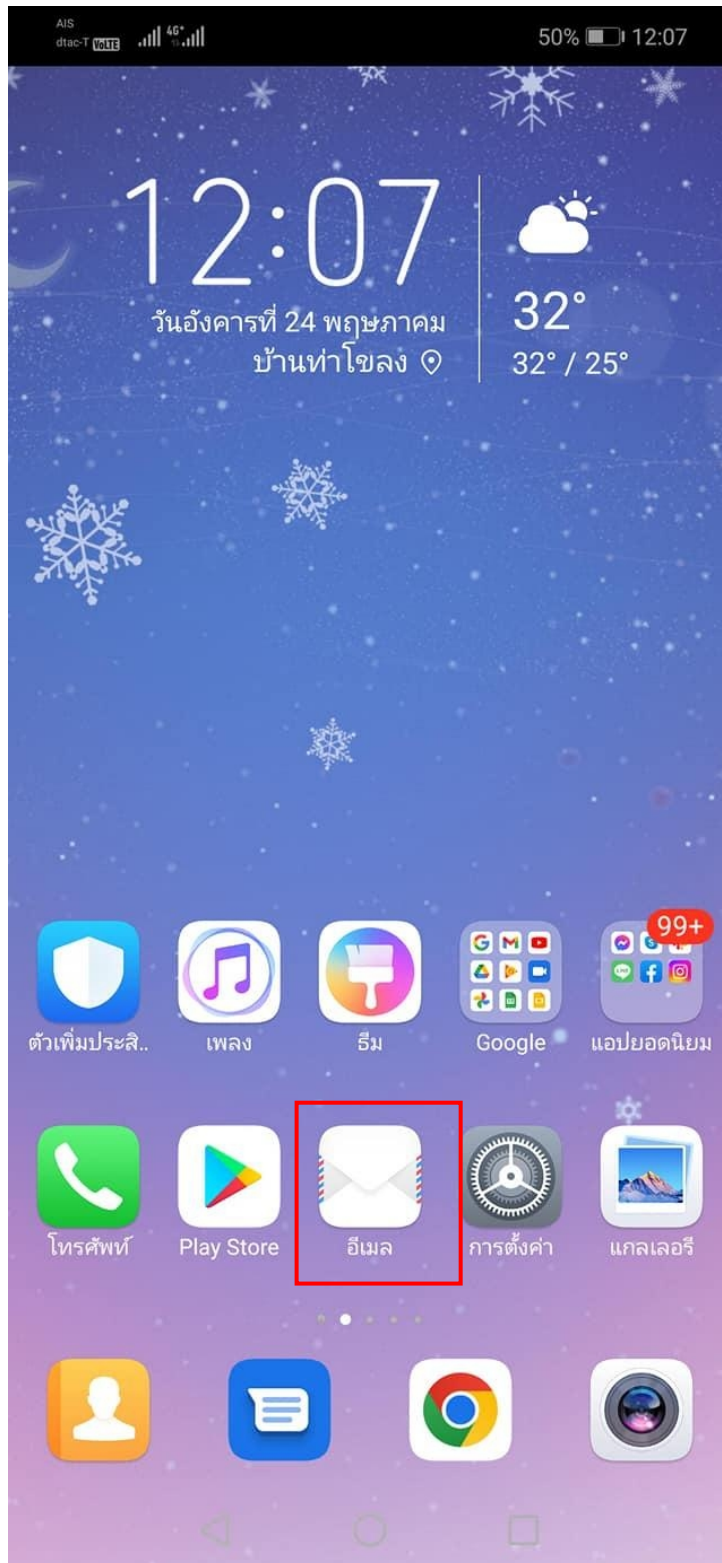 AIS
dtac-T VoLTE 4G+ 50% 12:07
12:07
วันอังคารที่ 24 พฤษภาคม
บ้านท่าโขลง
32°
32° / 25°
99+
ตัวเพิ่มประสิ..
เพลง
ธีม
Google
แอปยอดนิยม
โทรศัพท์
Play Store
อีเมล
การตั้งค่า
แกลเลอรี